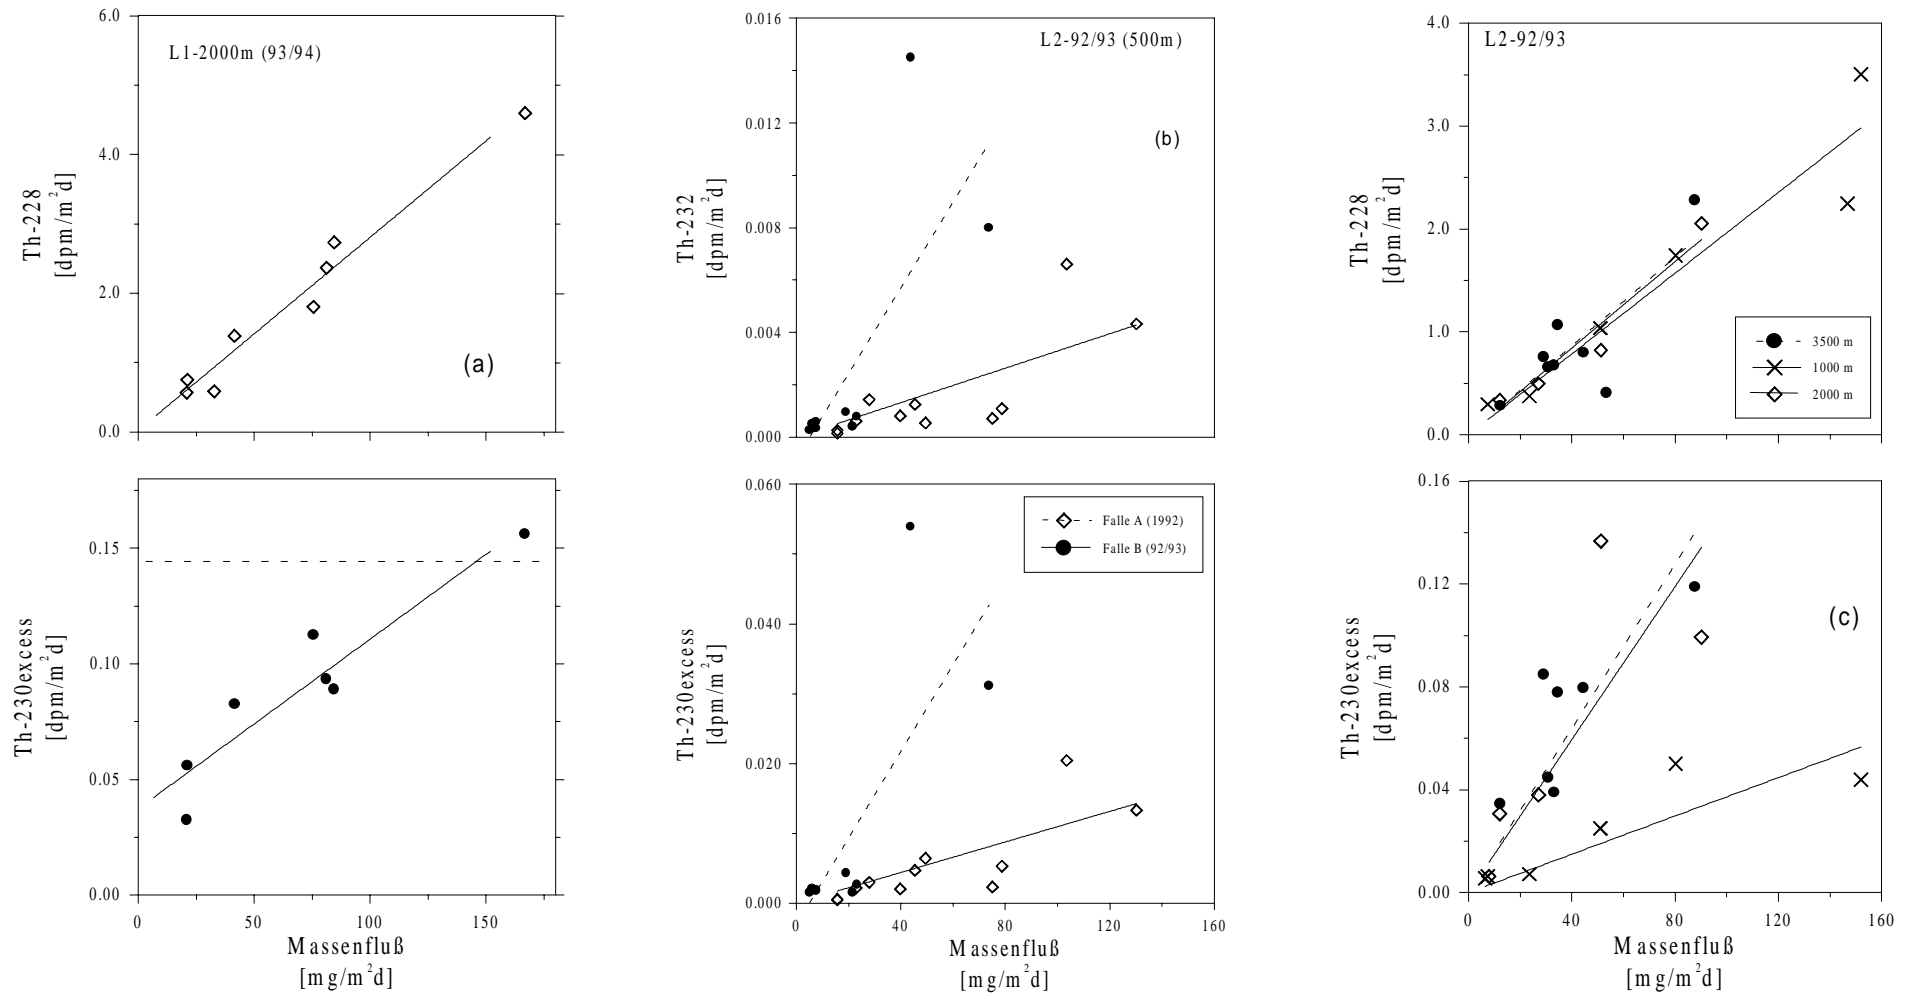 6.0
L1-2000m (93/94)
4.0
2.0
0.0
Th-228
[dpm/m²d]
(a)
0.15
0.10
0.05
0.00
Th-230excess
[dpm/m²d]
0
50
100
150
Massenfluß
[mg/m²d]
0.016
L2-92/93 (500m)
0.012
(b)
0.008
0.004
0.000
Th-232
[dpm/m²d]
0.060
Falle A (1992)
Falle B (92/93)
0.040
0.020
0.000
Th-230excess
[dpm/m²d]
0
40
80
120
160
Massenfluß
[mg/m²d]
4.0
L2-92/93
3.0
2.0
1.0
0.0
Th-228
[dpm/m²d]
3500 m
1000 m
2000 m
0.16
0.12
(c)
0.08
0.04
0.00
Th-230excess
[dpm/m²d]
0
40
80
120
160
Massenfluß
[mg/m²d]